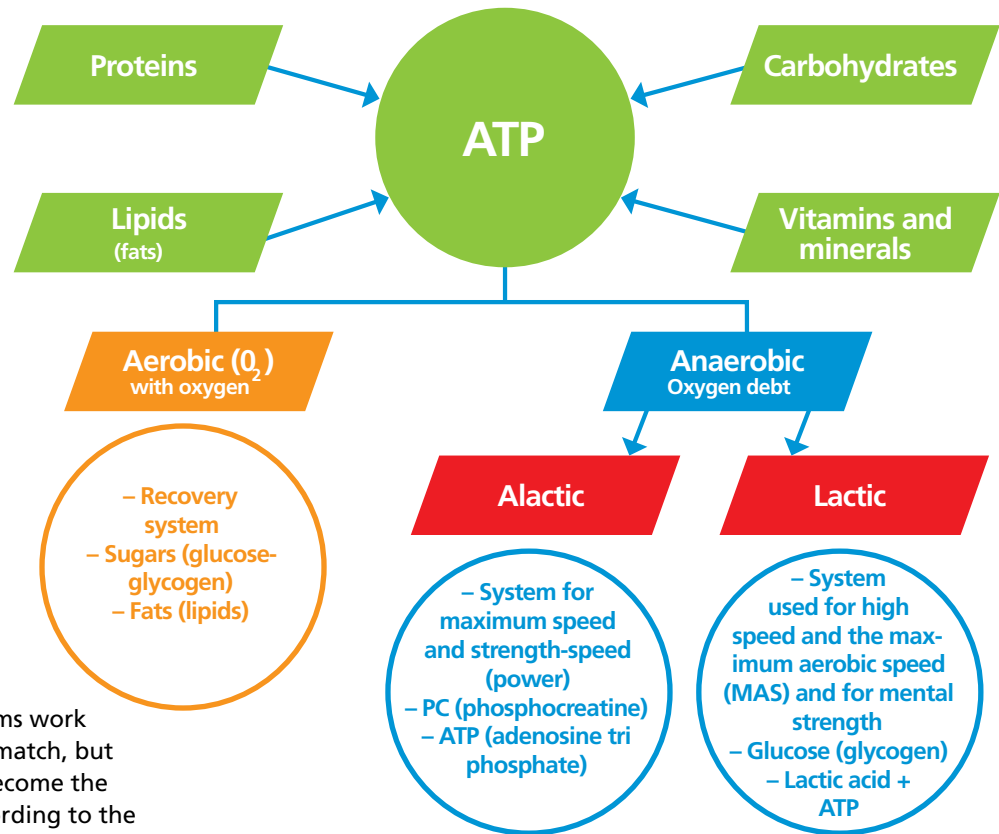 Proteins
Carbohydrates
ATP
Lipids
(fats)
Vitamins and
minerals
Aerobic (0₂)
with oxygen
Anaerobic
Oxygen debt
– Recovery
system
– Sugars (glucose-
glycogen)
– Fats (lipids)
Alactic
Lactic
– System for
maximum speed
and strength-speed
(power)
– PC (phosphocreatine)
– ATP (adenosine tri
phosphate)
– System
used for high
speed and the max-
imum aerobic speed
(MAS) and for mental
strength
– Glucose (glycogen)
– Lactic acid +
ATP
ms work
match, but
ecome the
ording to the